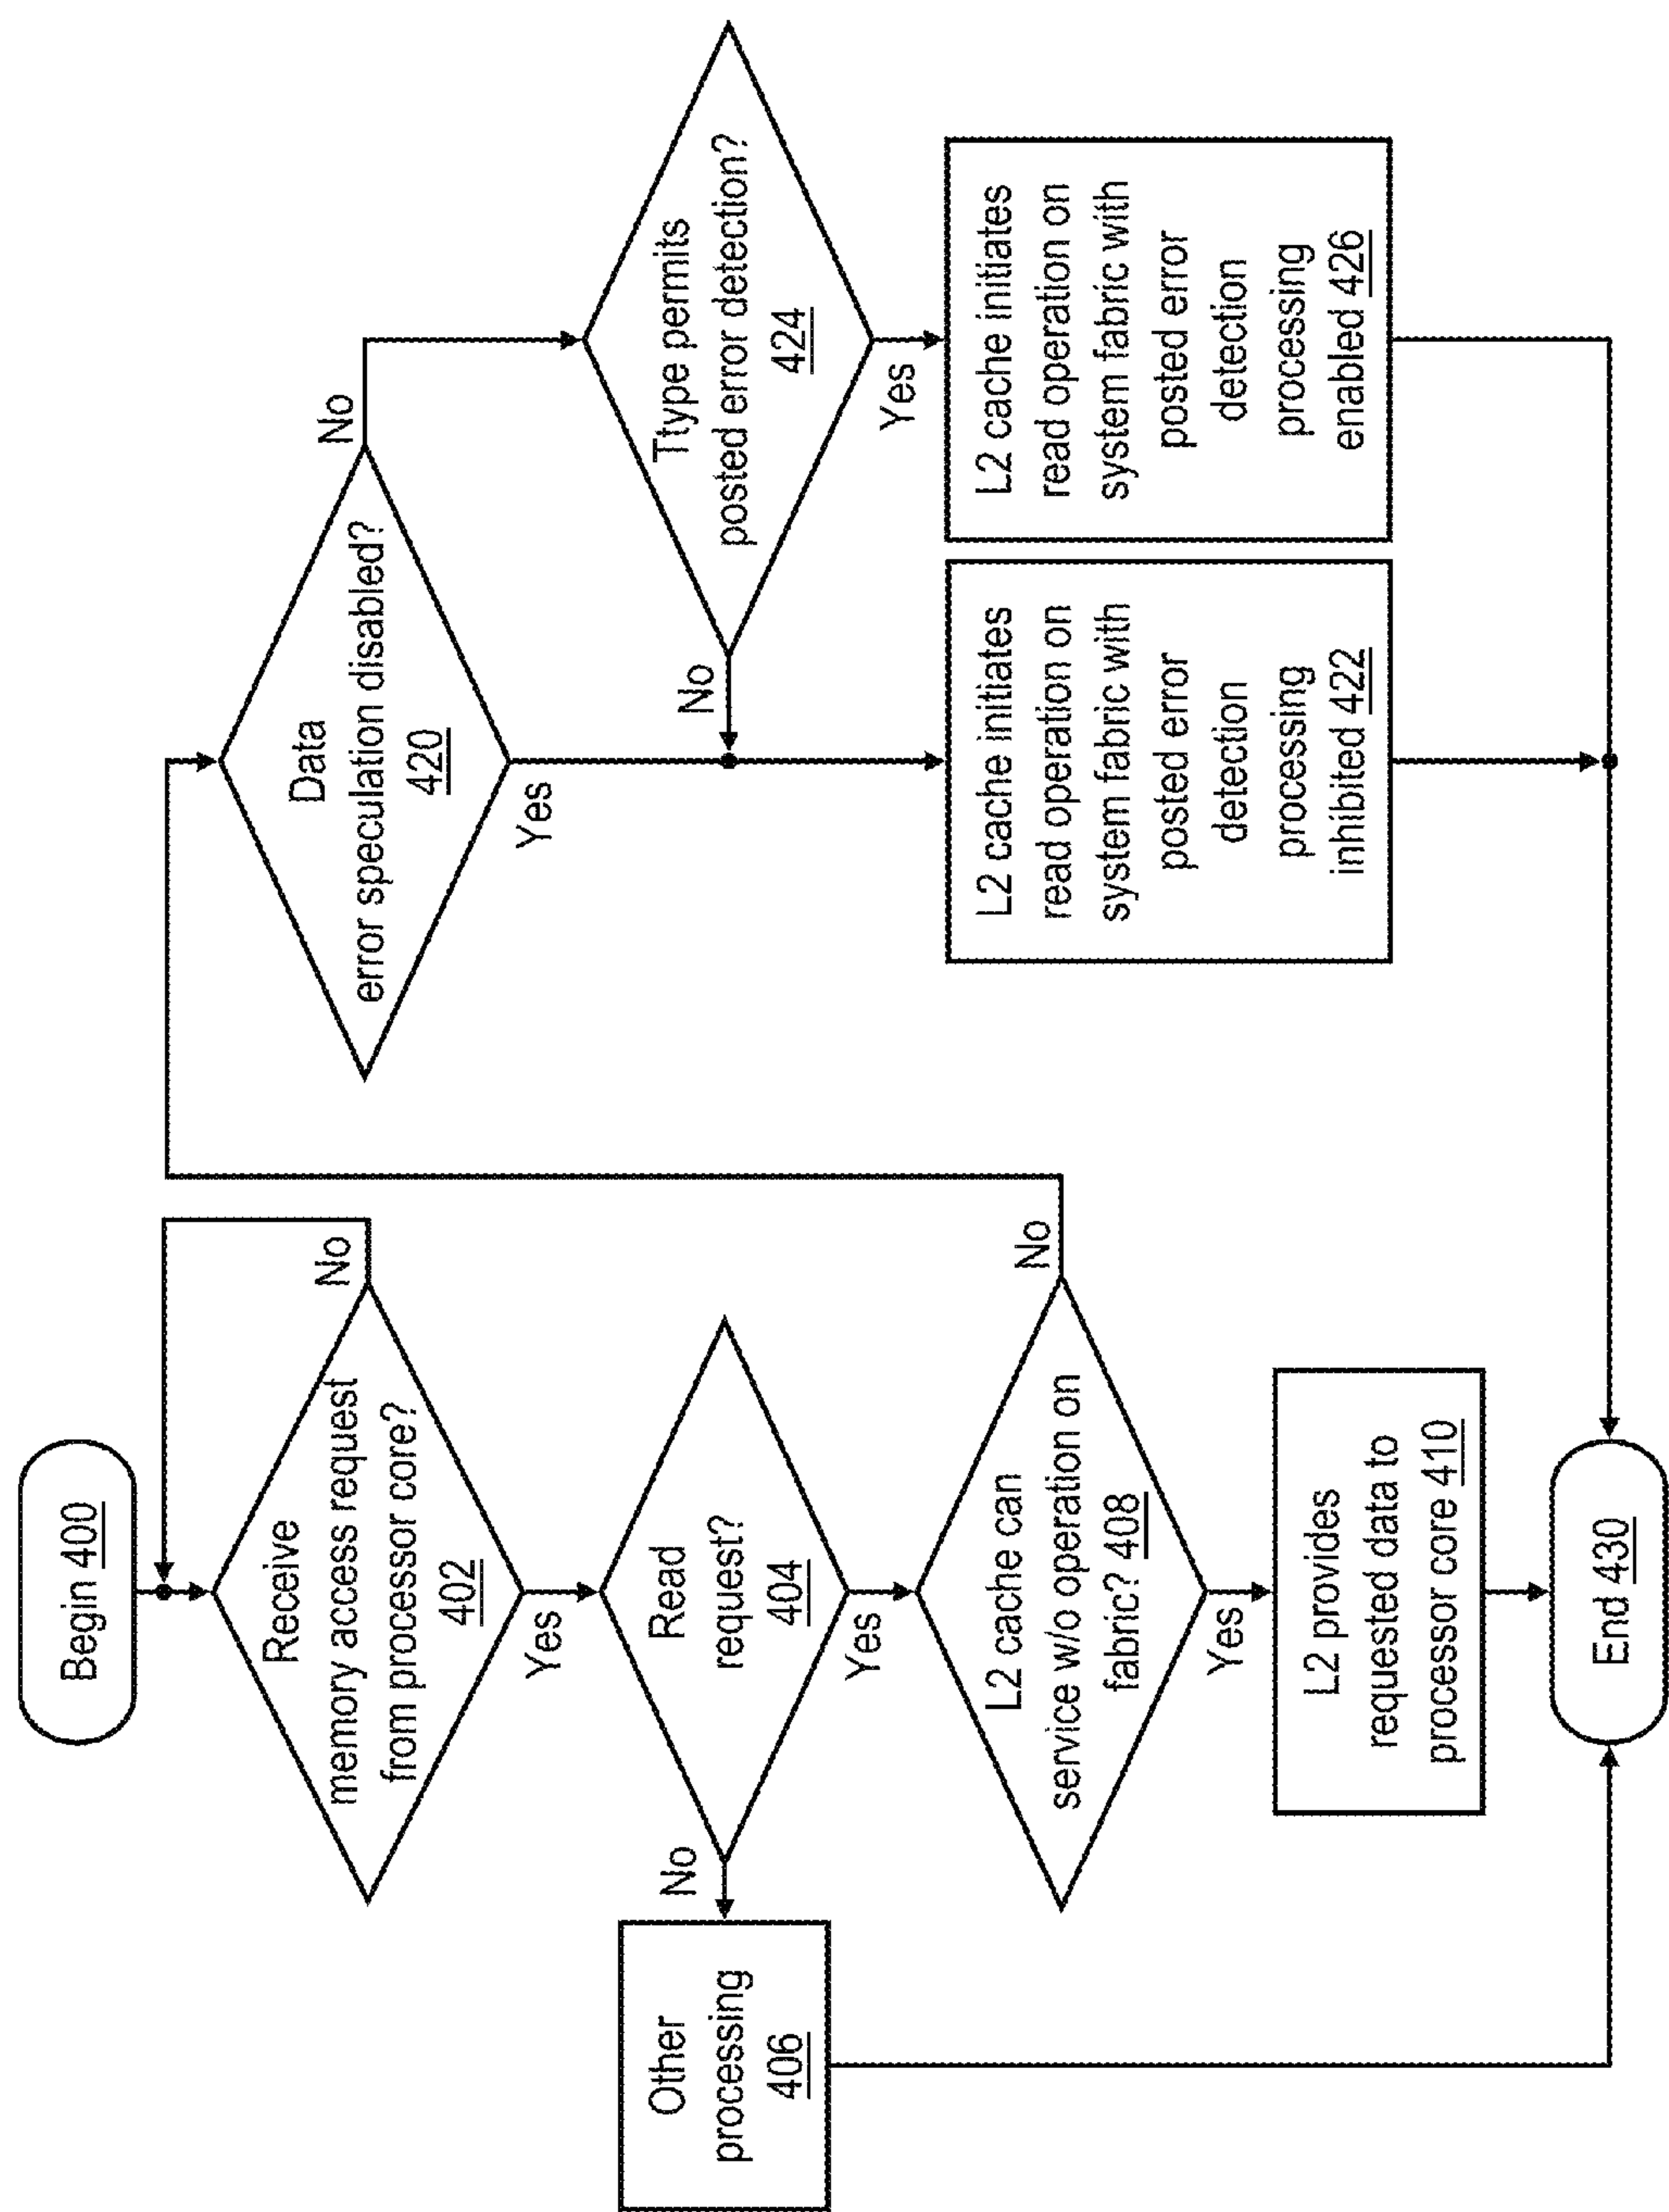 Begin 400
Receive
memory access request
from processor core?
402
No
Yes
Read
request?
404
No
Yes
Other
processing
406
L2 cache can
service w/o operation on
fabric? 408
No
Yes
L2 provides
requested data to
processor core 410
Data
error speculation disabled?
420
No
Yes
Ttype permits
posted error detection?
424
No
Yes
L2 cache initiates
read operation on
system fabric with
posted error
detection
processing
inhibited 422
L2 cache initiates
read operation on
system fabric with
posted error
detection
processing
enabled 426
End 430